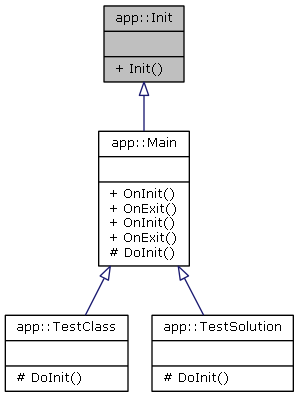 app::Init
+ Init()
app::Main
+ OnInit()
+ OnExit()
+ OnInit()
+ OnExit()
# DoInit()
app::TestClass
# DoInit()
app::TestSolution
# DoInit()